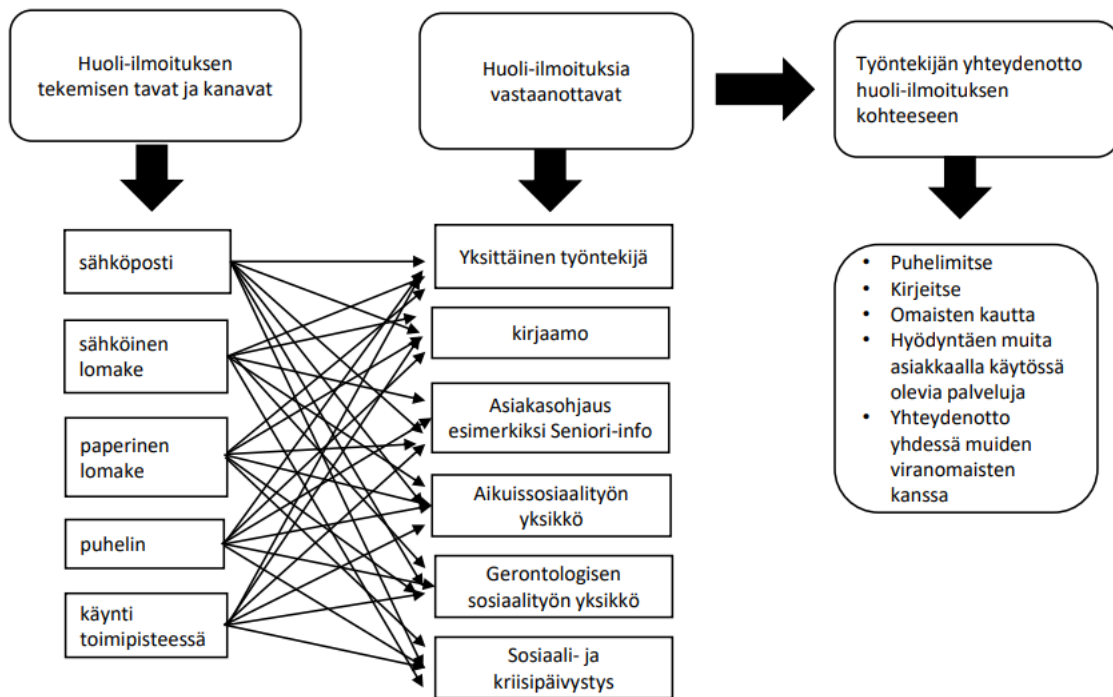 Huoli-ilmoituksen
tekemisen tavat ja kanavat
sähköposti
sähköinen
lomake
paperinen
lomake
puhelin
käynti
toimipisteessä
Huoli-ilmoituksia
vastaanottavat
Yksittäinen työntekijä
kirjaamo
Asiakasohjaus
esimerkiksi Seniori-info
Aikuissosiaalityön
yksikkö
Gerontologisen
sosiaalityön yksikkö
Sosiaali- ja
kriisipäivystys
Työntekijän yhteydenotto
huoli-ilmoituksen
kohteeseen
• Puhelimitse
• Kirjeitse
• Omaisten kautta
• Hyödyntäen muita
asiakkaalla käytössä
olevia palveluja
• Yhteydenotto
yhdessä muiden
viranomaisten
kanssa